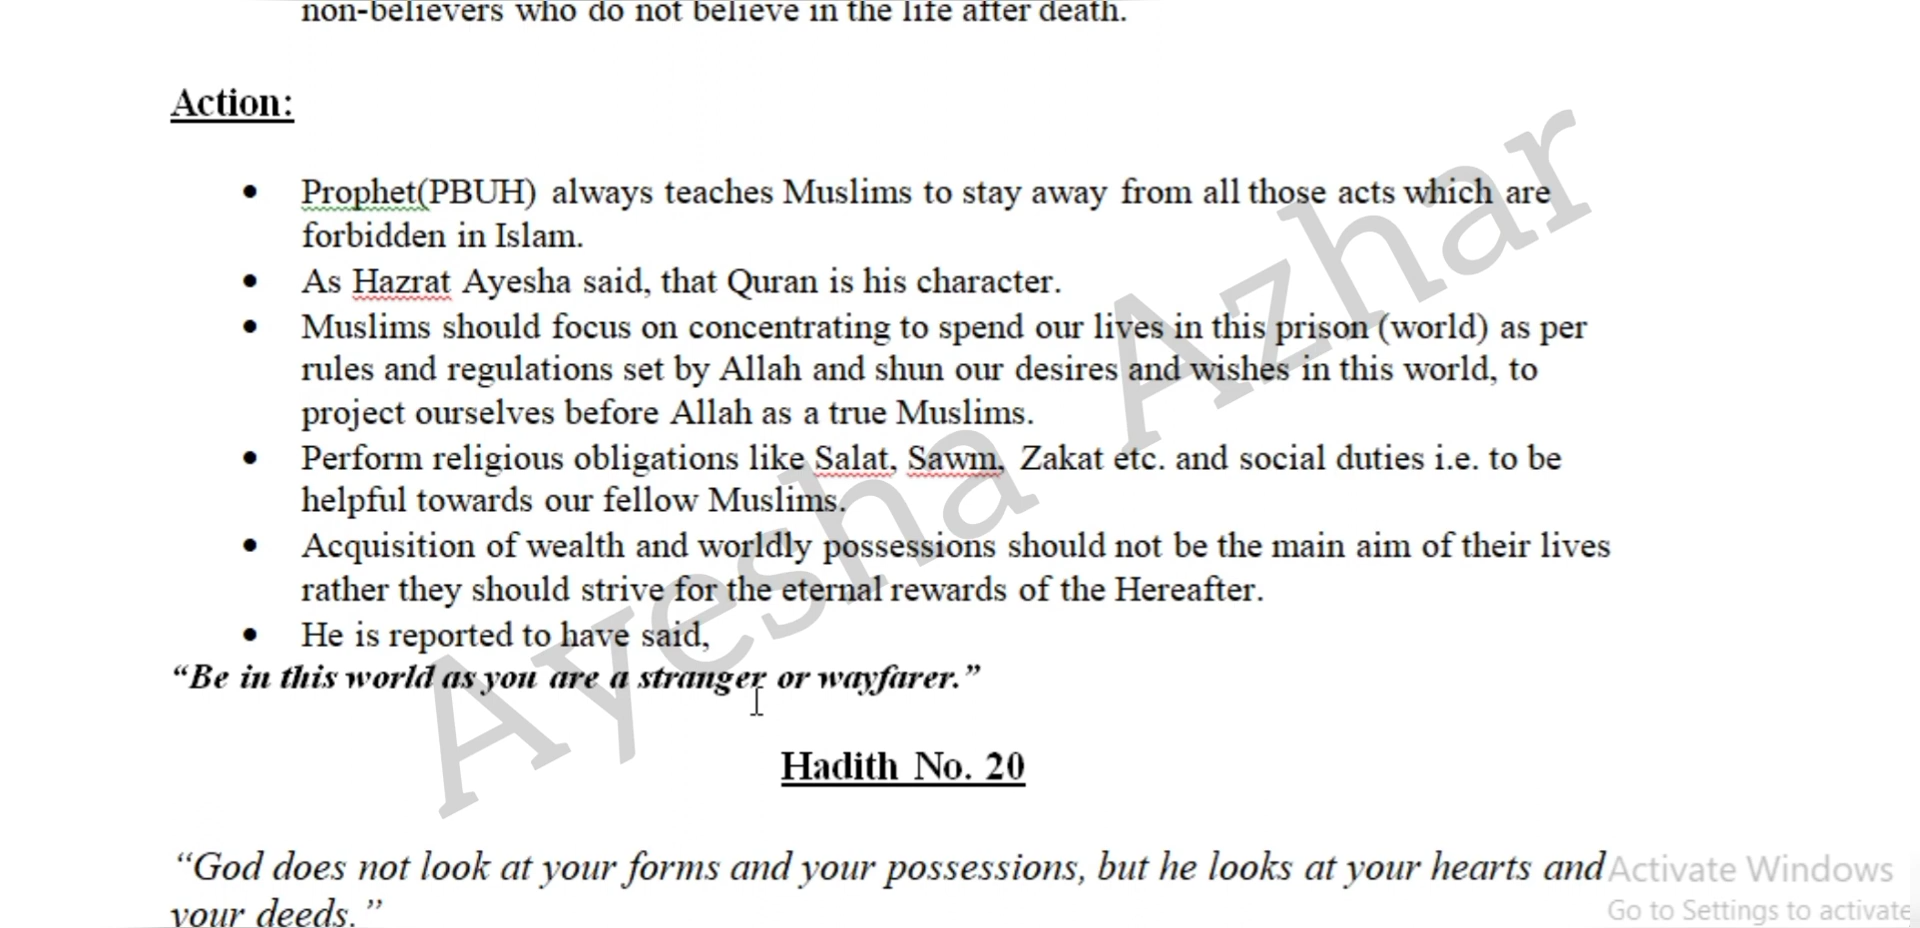 non-believers who do not believe in the life after death.
Action:
• Prophet(PBUH) always teaches Muslims to stay away from all those acts which are
forbidden in Islam.
• As Hazrat Ayesha said, that Quran is his character.
• Muslims should focus on concentrating to spend our lives in this prison (world) as per
rules and regulations set by Allah and shun our desires and wishes in this world, to
project ourselves before Allah as a true Muslims.
• Perform religious obligations like Salat, Sawm, Zakat etc. and social duties i.e. to be
helpful towards our fellow Muslims.
• Acquisition of wealth and worldly possessions should not be the main aim of their lives
rather they should strive for the eternal rewards of the Hereafter.
• He is reported to have said,
“Be in this world as you are a stranger or wayfarer.”
Hadith No. 20
“God does not look at your forms and your possessions, but he looks at your hearts and
your deeds.”
Ayesha Azhar
Activate Windows
Go to Settings to activate